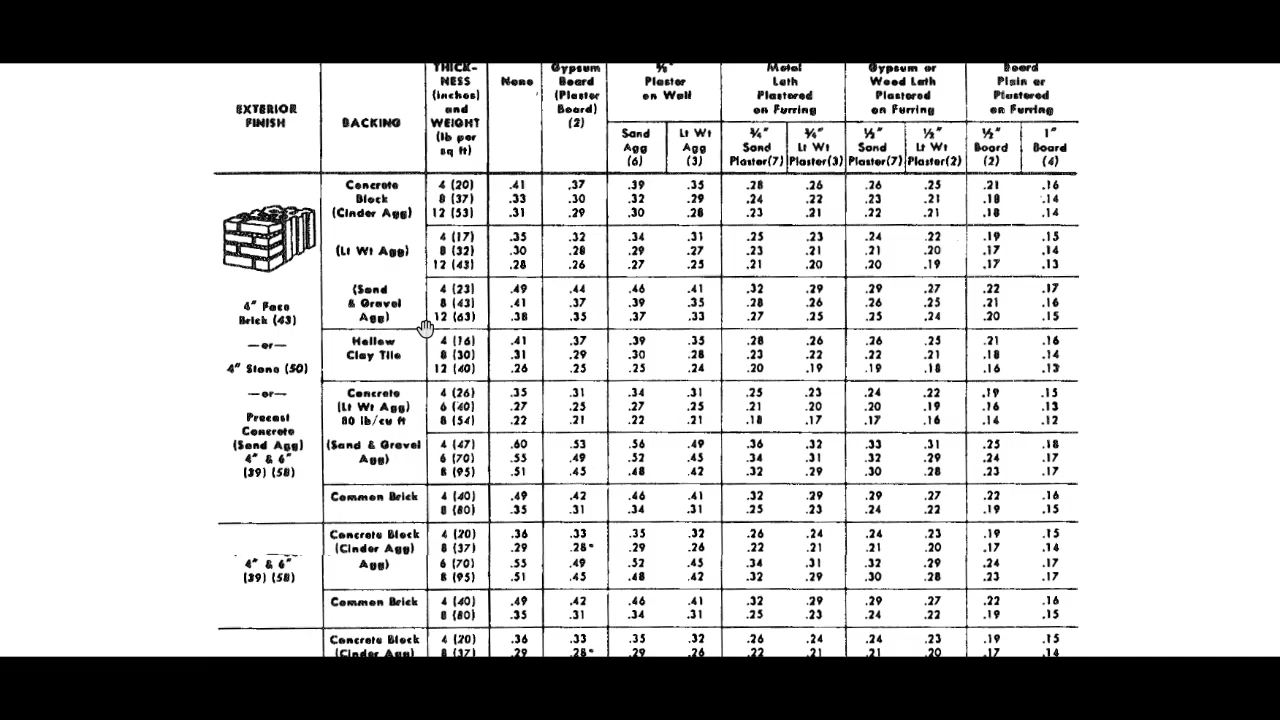 THICK- Gypsum 5/8" Metal Gypsum or Board
NESS None Board Plaster Lath Wood Lath Plain or
(inches) (Plaster on Wall Plastered Plastered Plastered
EXTERIOR and Board) on Furring on Furring on Furring
FINISH BACKING WEIGHT (2)
(lb per Sand Lt Wt 3/4" 3/4" 1/2" 1/2" 1/2" 1"
sq ft) Agg Agg Sand Lt Wt Sand Lt Wt Board Board
(6) (3) Plaster(7) Plaster(3) Plaster(7) Plaster(2) (2) (4)
Concrete 4 (20) .41 .37 .39 .35 .28 .26 .26 .25 .21 .16
Block 8 (37) .33 .30 .32 .29 .24 .22 .23 .21 .18 .14
(Cinder Agg) 12 (53) .31 .29 .30 .28 .23 .21 .22 .21 .18 .14
4 (17) .35 .32 .34 .31 .25 .23 .24 .22 .19 .15
(Lt Wt Agg) 8 (32) .30 .28 .29 .27 .23 .21 .21 .20 .17 .14
12 (43) .28 .26 .27 .25 .21 .20 .20 .19 .17 .13
(Sand 4 (23) .49 .44 .46 .41 .32 .29 .29 .27 .22 .17
4" Face & Gravel 8 (43) .41 .37 .39 .35 .28 .26 .26 .25 .21 .16
Brick (43) Agg) 12 (63) .38 .35 .37 .33 .27 .25 .25 .24 .20 .15
—or— Hollow 4 (16) .41 .37 .39 .35 .28 .26 .26 .25 .21 .16
Clay Tile 8 (30) .31 .29 .30 .28 .23 .22 .22 .21 .18 .14
4" Stone (50) 12 (40) .26 .25 .25 .24 .20 .19 .19 .18 .16 .13
—or— Concrete 4 (26) .35 .31 .34 .31 .25 .23 .24 .22 .19 .15
(Lt Wt Agg) 6 (40) .27 .25 .27 .25 .21 .20 .20 .19 .16 .13
Precast 80 lb/cu ft 8 (54) .22 .21 .22 .21 .18 .17 .17 .16 .14 .12
Concrete
(Sand Agg) (Sand & Gravel 4 (47) .60 .53 .56 .49 .36 .32 .33 .31 .25 .18
4" & 6" Agg) 6 (70) .55 .49 .52 .45 .34 .31 .32 .29 .24 .17
(39) (58) 8 (95) .51 .45 .48 .42 .32 .29 .30 .28 .23 .17
Common Brick 4 (40) .49 .42 .46 .41 .32 .29 .29 .27 .22 .16
8 (80) .35 .31 .34 .31 .25 .23 .24 .22 .19 .15
Concrete Block 4 (20) .36 .33 .35 .32 .26 .24 .24 .23 .19 .15
(Cinder Agg) 8 (37) .29 .28* .29 .26 .22 .21 .21 .20 .17 .14
4" & 6" Agg) 6 (70) .55 .49 .52 .45 .34 .31 .32 .29 .24 .17
(39) (58) 8 (95) .51 .45 .48 .42 .32 .29 .30 .28 .23 .17
Common Brick 4 (40) .49 .42 .46 .41 .32 .29 .29 .27 .22 .16
8 (80) .35 .31 .34 .31 .25 .23 .24 .22 .19 .15
Concrete Block 4 (20) .36 .33 .35 .32 .26 .24 .24 .23 .19 .15
(Cinder Agg) 8 (37) .29 .28* .29 .26 .22 .21 .21 .20 .17 .14